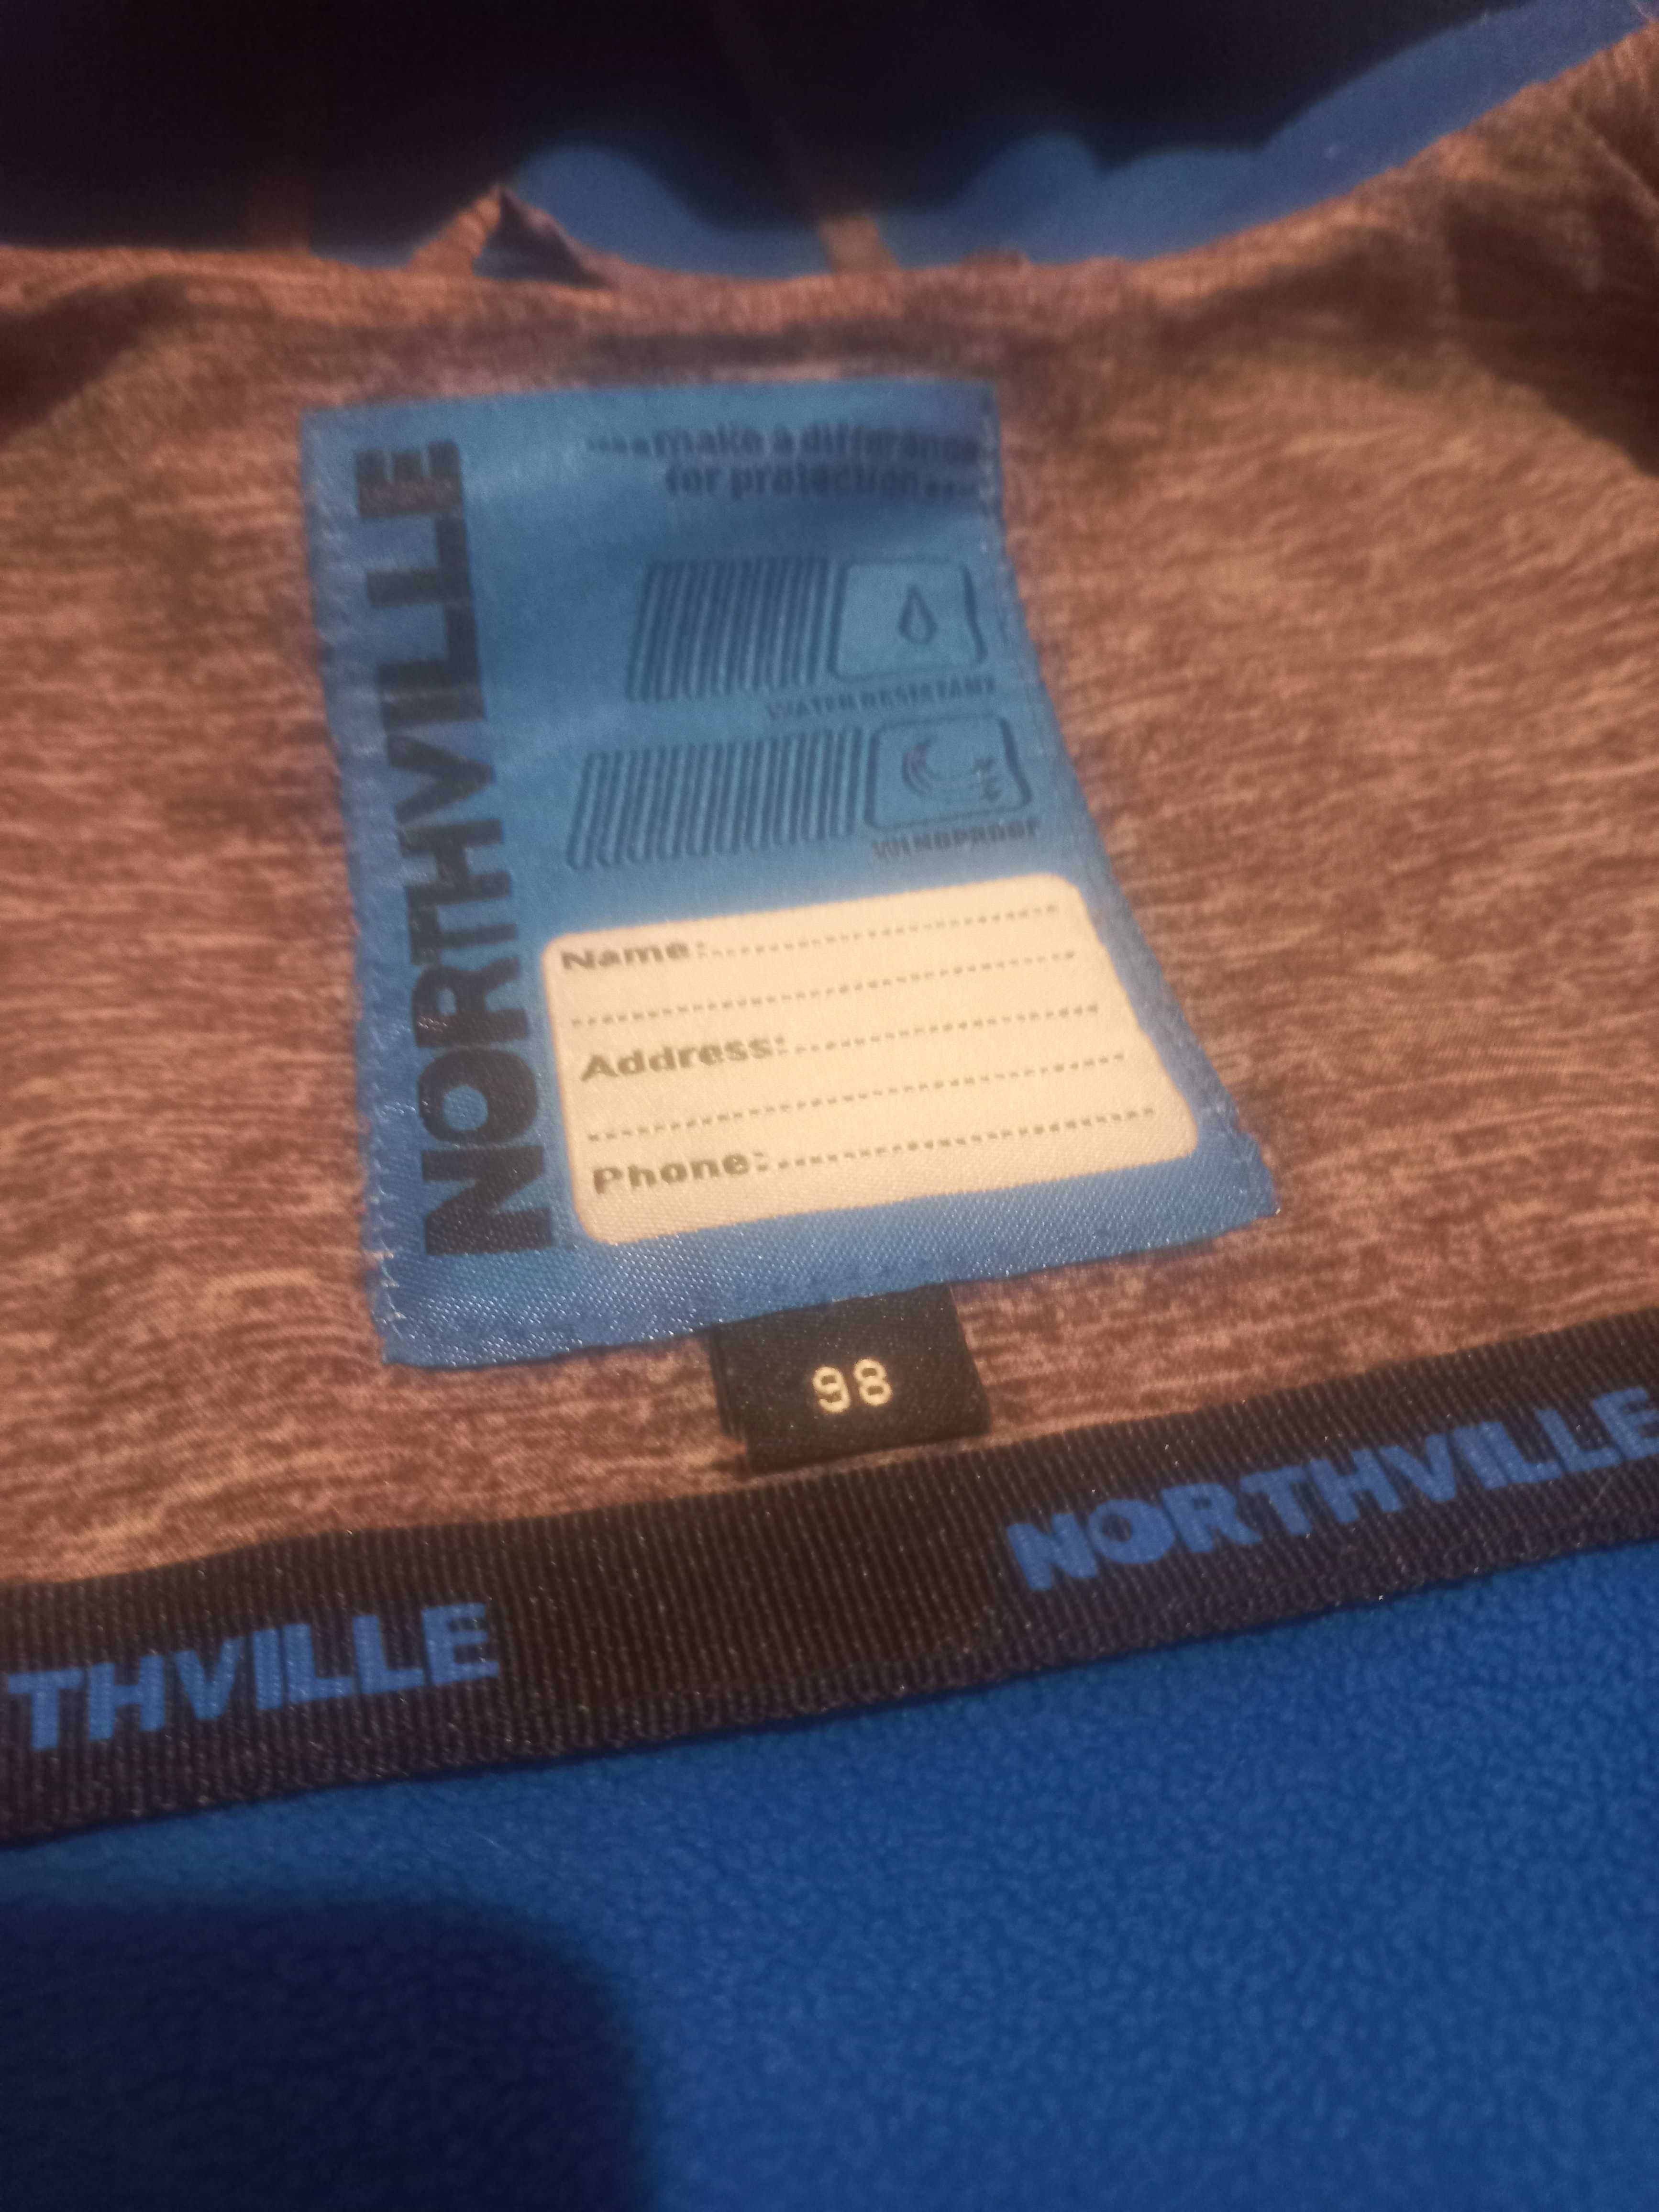 NORTHVILLE
....make a difference
for protection....
WATER RESISTANT
WINDPROOF
Name:
Address:
Phone:
98
THVILLE
NORTHVILLE